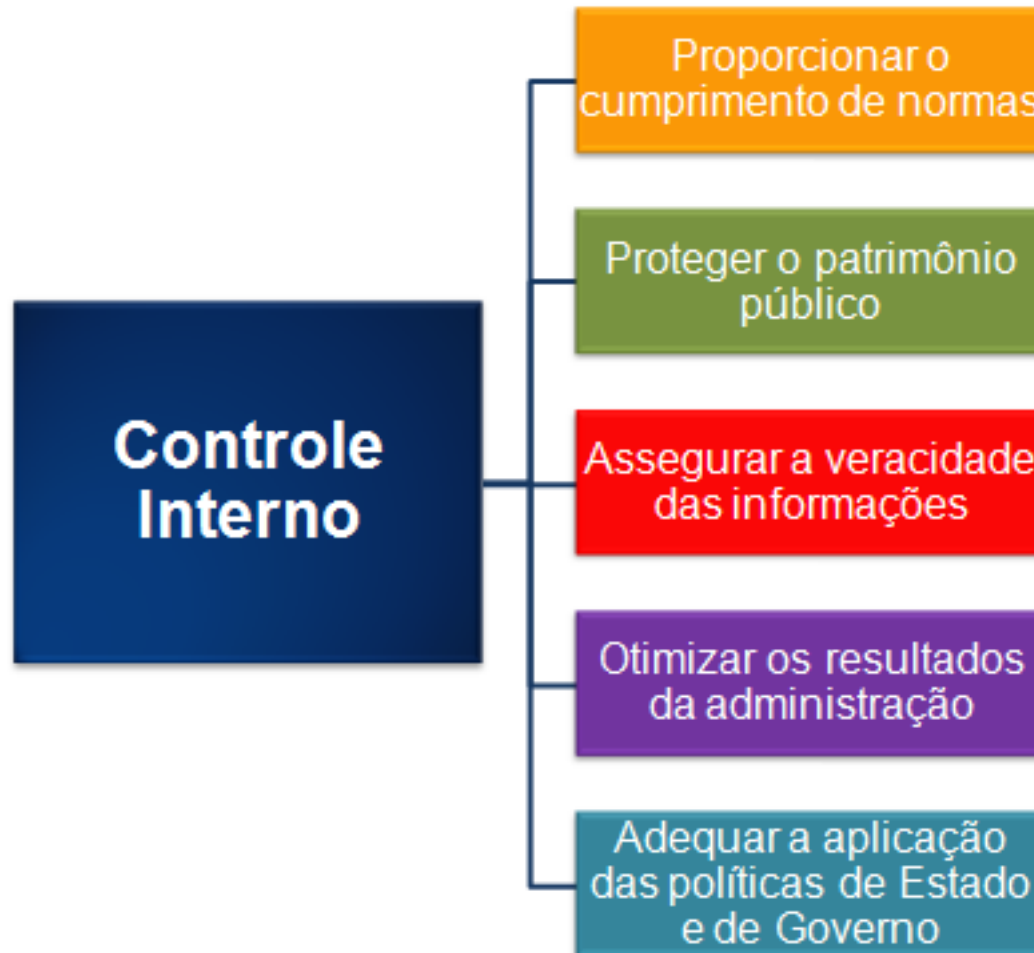 Controle
Interno
Proporcionar o
cumprimento de normas
Proteger o patrimônio
público
Assegurar a veracidade
das informações
Otimizar os resultados
da administração
Adequar a aplicação
das políticas de Estado
e de Governo